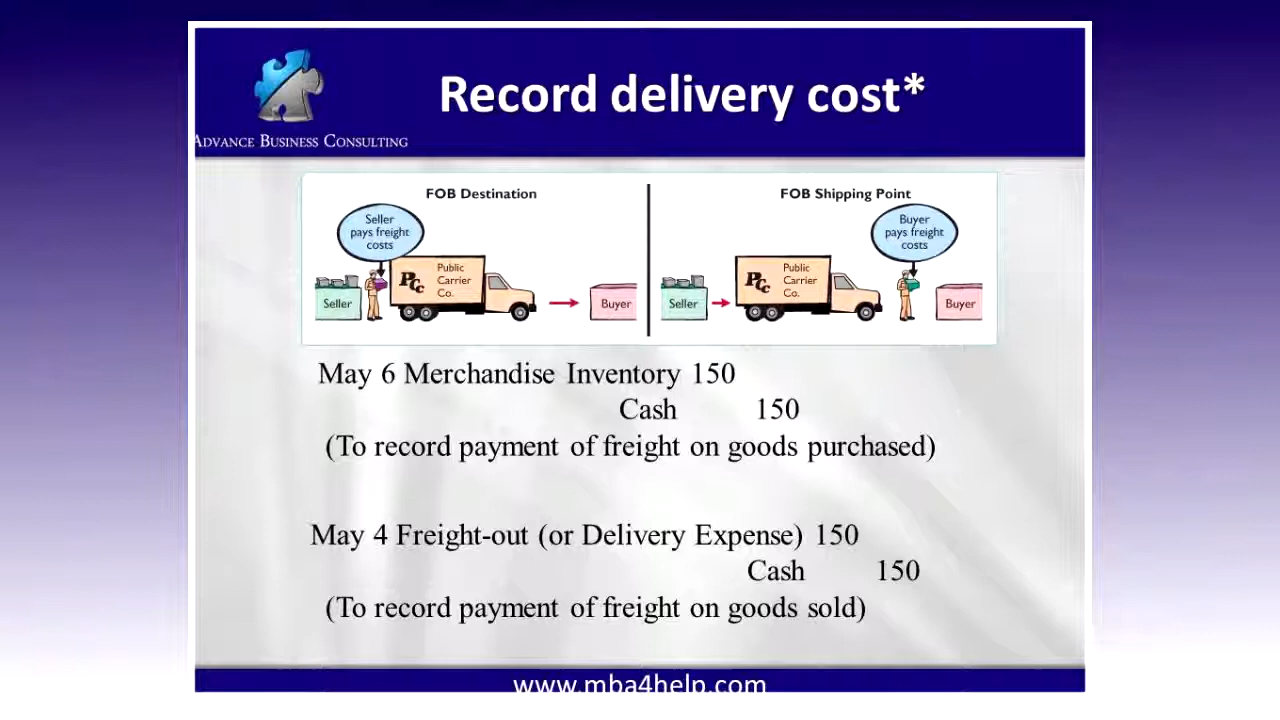 ADVANCE BUSINESS CONSULTING
Record delivery cost*
FOB Destination
Seller
pays freight
costs
Public
Carrier
Co.
PCC
Seller
Buyer
FOB Shipping Point
Buyer
pays freight
costs
Public
Carrier
Co.
PCC
Seller
Buyer
May 6 Merchandise Inventory 150
Cash 150
(To record payment of freight on goods purchased)
May 4 Freight-out (or Delivery Expense) 150
Cash 150
(To record payment of freight on goods sold)
www.mba4help.com